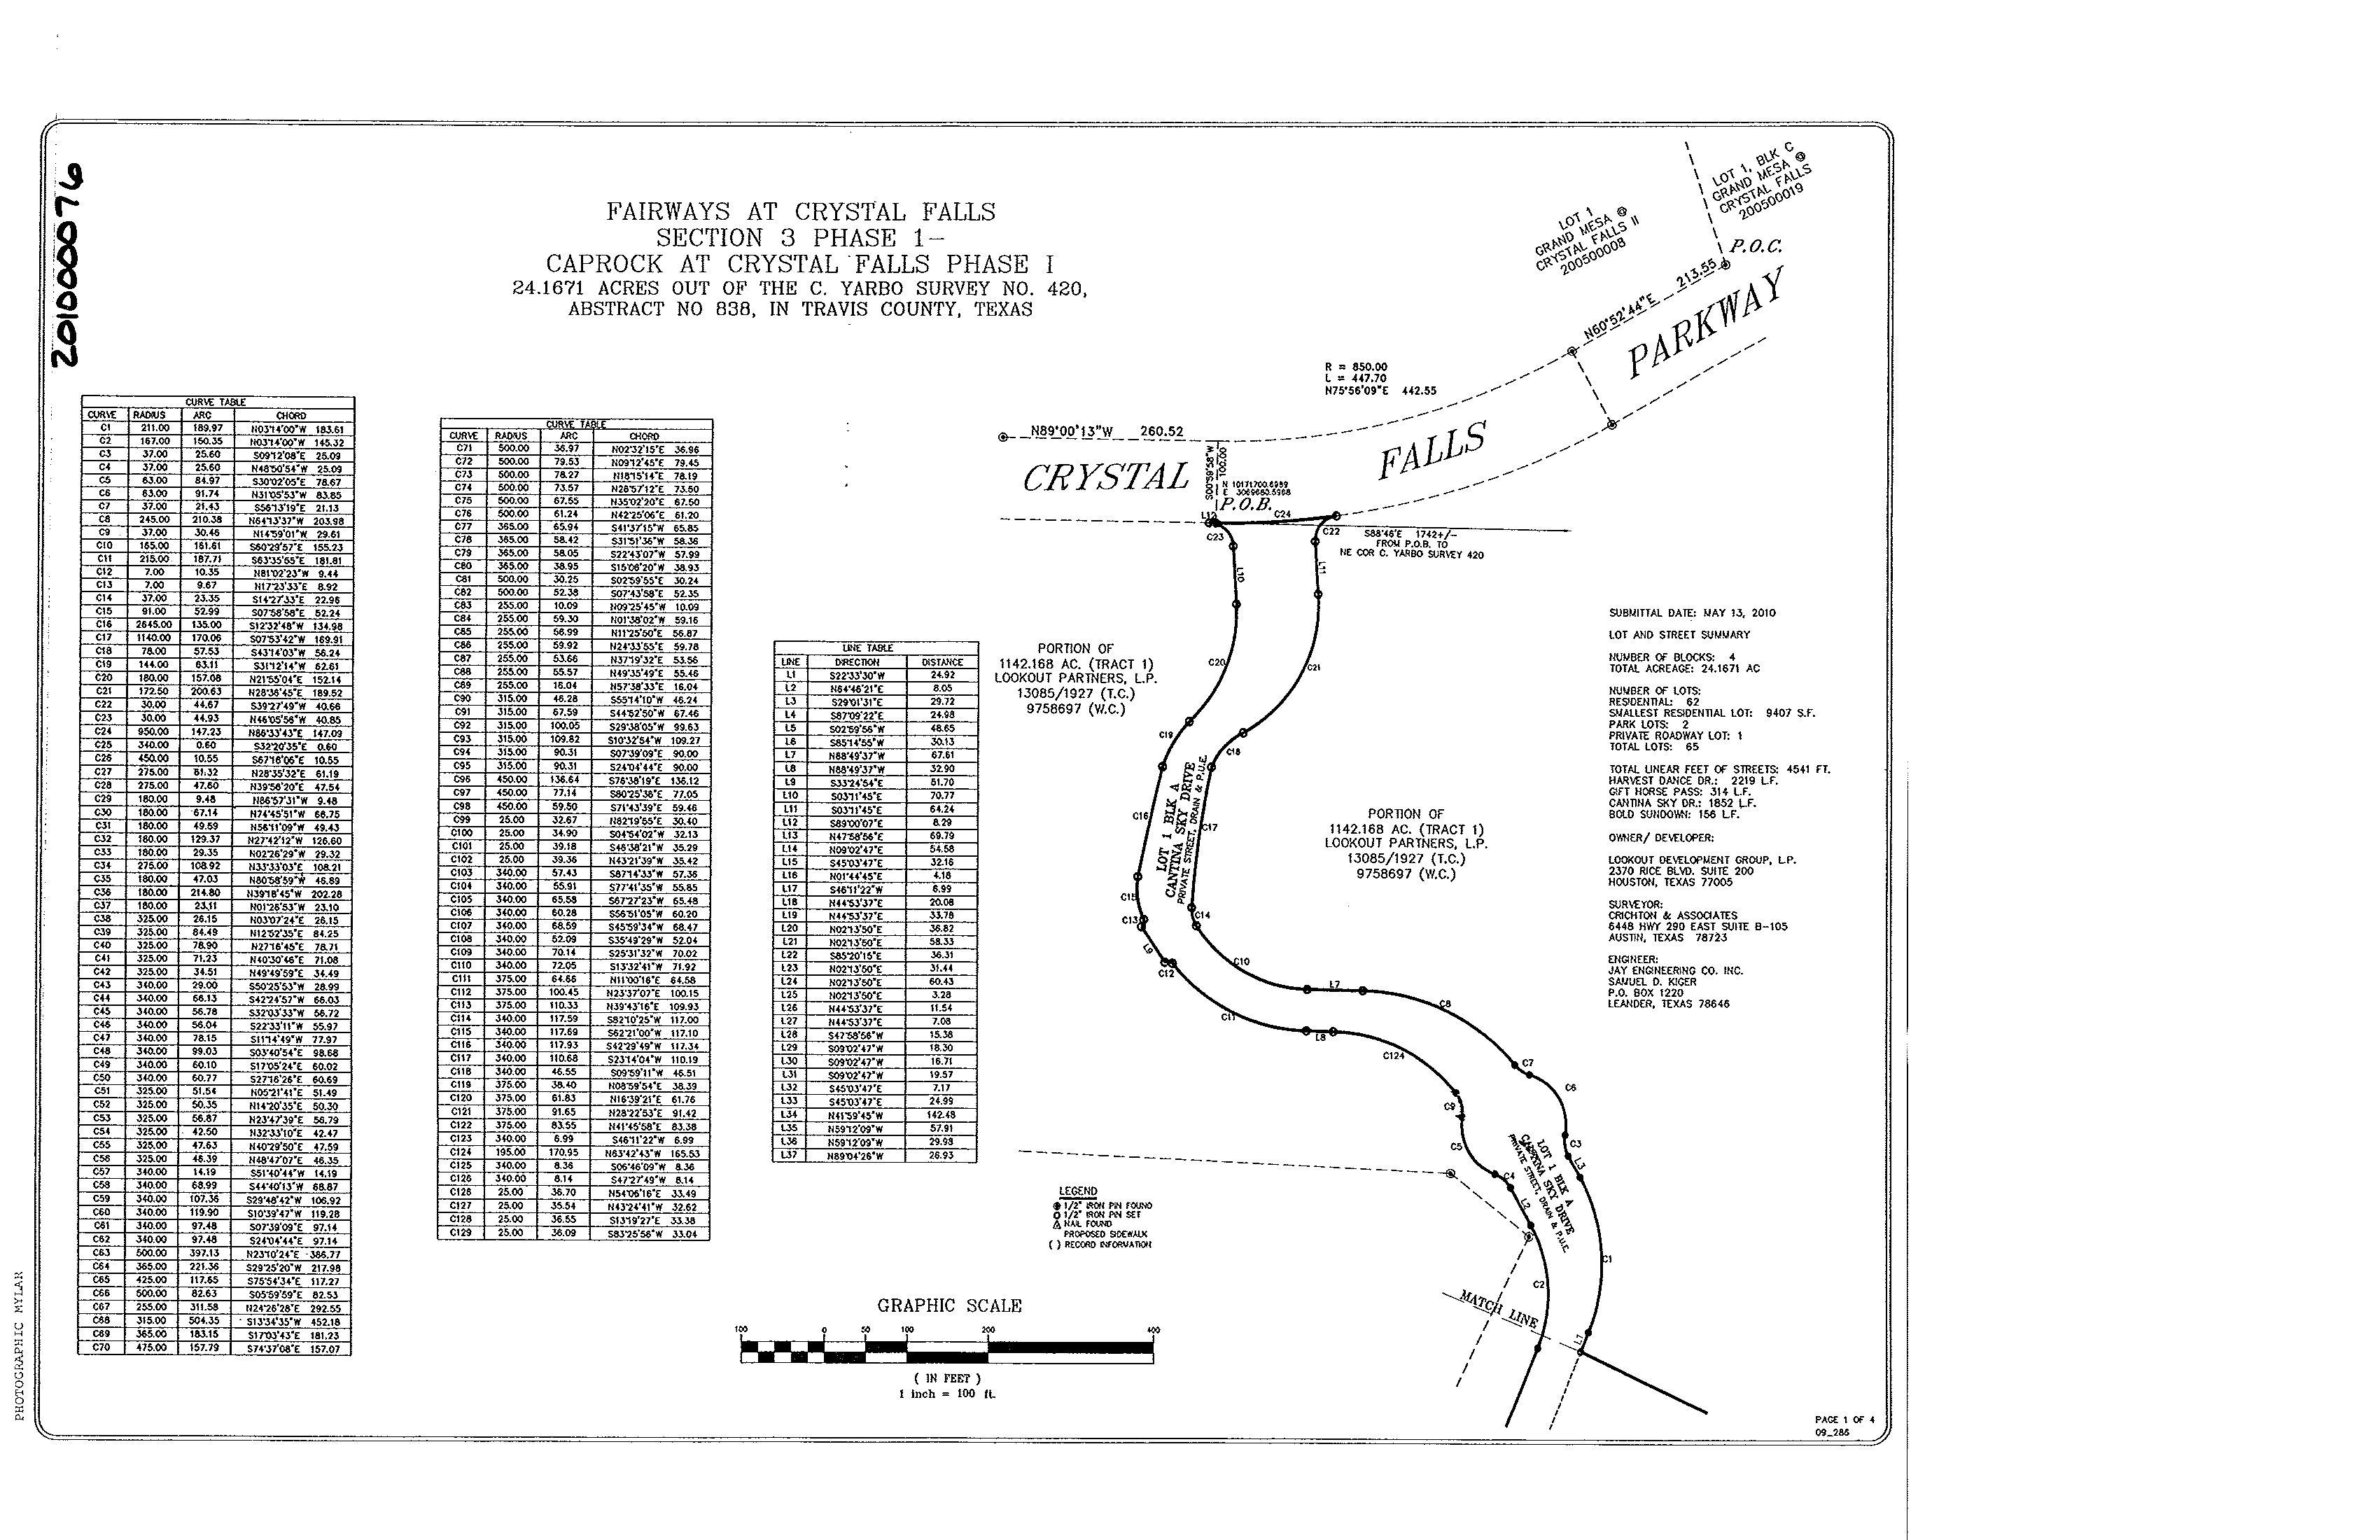 201000076
FAIRWAYS AT CRYSTAL FALLS
SECTION 3 PHASE 1-
CAPROCK AT CRYSTAL FALLS PHASE I
24.1671 ACRES OUT OF THE C. YARBO SURVEY NO. 420,
ABSTRACT NO 838, IN TRAVIS COUNTY, TEXAS
LOT 1, BLK C
GRAND MESA @
CRYSTAL FALLS
200500019
LOT 1
GRAND MESA @
CRYSTAL FALLS II
200500008
P.O.C.
N60°52'44"E 213.55
CRYSTAL FALLS PARKWAY
R = 850.00
L = 447.70
N75°56'09"E 442.55
N89°00'13"W 260.52
S00°59'58"W
100.00
P.O.B.
S88°46'E 1742+/-
FROM P.O.B. TO
NE COR C. YARBO SURVEY 420
CURVE TABLE
CURVE RADIUS ARC CHORD
C1 211.00 189.97 N03°14'00"W 183.61
C2 167.00 150.35 N03°14'00"W 145.32
C3 37.00 25.60 S09°12'08"E 25.09
C4 37.00 25.60 N48°50'54"W 25.09
C5 63.00 84.97 S30°02'05"E 78.67
C6 63.00 91.74 N31°05'53"W 83.85
C7 37.00 21.43 S56°13'19"E 21.13
C8 245.00 210.38 N64°13'37"W 203.98
C9 37.00 30.46 N14°59'01"W 29.61
C10 165.00 161.61 S60°29'57"E 155.23
C11 215.00 187.71 S63°35'55"E 181.81
C12 7.00 10.35 N81°02'23"W 9.44
C13 7.00 9.67 N17°23'33"E 8.92
C14 37.00 23.35 S14°27'33"E 22.96
C15 91.00 52.99 S07°58'58"E 52.24
C16 2645.00 135.00 S12°32'48"W 134.98
C17 1140.00 170.06 S07°53'42"W 169.91
C18 78.00 57.53 S43°14'03"W 56.24
C19 144.00 63.11 S31°12'14"W 62.61
C20 180.00 157.08 N21°55'04"E 152.14
C21 172.50 200.63 N28°38'45"E 189.52
C22 30.00 44.67 S39°27'49"W 40.66
C23 30.00 44.93 N46°05'56"W 40.85
C24 950.00 147.23 N86°33'43"E 147.09
C25 340.00 0.60 S32°20'35"E 0.60
C26 450.00 10.55 S67°16'06"E 10.55
C27 275.00 61.32 N28°35'32"E 61.19
C28 275.00 47.60 N39°56'20"E 47.54
C29 180.00 9.48 N86°57'31"W 9.48
C30 180.00 67.14 N74°45'51"W 66.75
C31 180.00 49.59 N56°11'09"W 49.43
C32 180.00 129.37 N27°42'12"W 126.60
C33 180.00 29.35 N02°26'29"W 29.32
C34 275.00 108.92 N33°33'03"E 108.21
C35 180.00 47.03 N80°58'59"W 46.89
C36 180.00 214.80 N39°18'45"W 202.28
C37 180.00 23.11 N01°26'53"W 23.10
C38 325.00 26.15 N03°07'24"E 26.15
C39 325.00 84.49 N12°52'35"E 84.25
C40 325.00 78.90 N27°16'45"E 78.71
C41 325.00 71.23 N40°30'46"E 71.08
C42 325.00 34.51 N49°49'59"E 34.49
C43 340.00 29.00 S50°25'53"W 28.99
C44 340.00 66.13 S42°24'57"W 66.03
C45 340.00 56.78 S32°03'33"W 56.72
C46 340.00 56.04 S22°33'11"W 55.97
C47 340.00 78.15 S11°14'49"W 77.97
C48 340.00 99.03 S03°40'54"E 98.68
C49 340.00 60.10 S17°05'24"E 60.02
C50 340.00 60.77 S27°16'26"E 60.69
C51 325.00 51.54 N05°21'41"E 51.49
C52 325.00 50.35 N14°20'35"E 50.30
C53 325.00 56.87 N23°47'39"E 56.79
C54 325.00 42.50 N32°33'10"E 42.47
C55 325.00 47.63 N40°29'50"E 47.59
C56 325.00 46.39 N48°47'07"E 46.35
C57 340.00 14.19 S51°40'44"W 14.19
C58 340.00 68.99 S44°40'13"W 68.87
C59 340.00 107.36 S29°48'42"W 106.92
C60 340.00 119.90 S10°39'47"W 119.28
C61 340.00 97.48 S07°39'09"E 97.14
C62 340.00 97.48 S24°04'44"E 97.14
C63 500.00 397.13 N23°10'24"E 386.77
C64 365.00 221.36 S29°25'20"W 217.98
C65 425.00 117.65 S75°54'34"E 117.27
C66 500.00 82.63 S05°59'59"E 82.53
C67 255.00 311.58 N24°26'28"E 292.55
C68 315.00 504.35 S13°34'35"W 452.18
C69 365.00 183.15 S17°03'43"E 181.23
C70 475.00 157.79 S74°37'08"E 157.07
CURVE TABLE
CURVE RADIUS ARC CHORD
C71 500.00 36.97 N02°32'15"E 36.96
C72 500.00 79.53 N09°12'45"E 79.45
C73 500.00 78.27 N18°15'14"E 78.19
C74 500.00 73.57 N26°57'12"E 73.50
C75 500.00 67.55 N35°02'20"E 67.50
C76 500.00 61.24 N42°25'06"E 61.20
C77 365.00 65.94 S41°37'15"W 65.85
C78 365.00 58.42 S31°51'36"W 58.36
C79 365.00 58.05 S22°43'07"W 57.99
C80 365.00 38.95 S15°06'20"W 38.93
C81 500.00 30.25 S02°59'55"E 30.24
C82 500.00 52.38 S07°43'58"E 52.35
C83 255.00 10.09 N09°25'45"W 10.09
C84 255.00 59.30 N01°38'02"W 59.16
C85 255.00 56.99 N11°25'50"E 56.87
C86 255.00 59.92 N24°33'55"E 59.78
C87 255.00 53.66 N37°19'32"E 53.56
C88 255.00 55.57 N49°35'49"E 55.46
C89 255.00 16.04 N57°38'33"E 16.04
C90 315.00 46.28 S55°14'10"W 46.24
C91 315.00 67.59 S44°52'50"W 67.46
C92 315.00 100.05 S29°38'05"W 99.63
C93 315.00 109.82 S10°32'54"W 109.27
C94 315.00 90.31 S07°39'09"E 90.00
C95 315.00 90.31 S24°04'44"E 90.00
C96 450.00 136.64 S76°38'19"E 136.12
C97 450.00 77.14 S80°25'36"E 77.05
C98 450.00 59.50 S71°43'39"E 59.46
C99 25.00 32.67 N82°19'55"E 30.40
C100 25.00 34.90 S04°54'02"W 32.13
C101 25.00 39.18 S46°38'21"W 35.29
C102 25.00 39.36 N43°21'39"W 35.42
C103 340.00 57.43 S87°14'33"W 57.36
C104 340.00 55.91 S77°41'35"W 55.85
C105 340.00 65.58 S67°27'23"W 65.48
C106 340.00 60.28 S56°51'05"W 60.20
C107 340.00 68.59 S45°59'34"W 68.47
C108 340.00 52.09 S35°49'29"W 52.04
C109 340.00 70.14 S25°31'32"W 70.02
C110 340.00 72.05 S13°32'41"W 71.92
C111 375.00 64.66 N11°00'16"E 64.58
C112 375.00 100.45 N23°37'07"E 100.15
C113 375.00 110.33 N39°43'16"E 109.93
C114 340.00 117.59 S82°10'25"W 117.00
C115 340.00 117.69 S62°21'00"W 117.10
C116 340.00 117.93 S42°29'49"W 117.34
C117 340.00 110.68 S23°14'04"W 110.19
C118 340.00 46.55 S09°59'11"W 46.51
C119 375.00 38.40 N08°59'54"E 38.39
C120 375.00 61.83 N16°39'21"E 61.76
C121 375.00 91.65 N28°22'53"E 91.42
C122 375.00 83.55 N41°45'58"E 83.38
C123 340.00 6.99 S46°11'22"W 6.99
C124 195.00 170.95 N63°42'43"W 165.53
C125 340.00 8.36 S06°46'09"W 8.36
C126 340.00 8.14 S47°27'49"W 8.14
C128 25.00 36.70 N54°06'16"E 33.49
C127 25.00 35.54 N43°24'41"W 32.62
C128 25.00 36.55 S13°19'27"E 33.38
C129 25.00 36.09 S83°25'56"W 33.04
LINE TABLE
LINE DIRECTION DISTANCE
L1 S22°33'30"W 24.92
L2 N64°46'21"E 8.05
L3 S29°01'31"E 29.72
L4 S87°09'22"E 24.98
L5 S02°59'56"W 48.65
L6 S85°14'55"W 30.13
L7 N88°49'37"W 67.61
L8 N88°49'37"W 32.90
L9 S33°24'54"E 51.70
L10 S03°11'45"E 70.77
L11 S03°11'45"E 64.24
L12 S89°00'07"E 8.29
L13 N47°58'56"E 69.79
L14 N09°02'47"E 54.58
L15 S45°03'47"E 32.16
L16 N01°44'45"E 4.18
L17 S46°11'22"W 6.99
L18 N44°53'37"E 20.08
L19 N44°53'37"E 33.78
L20 N02°13'50"E 36.82
L21 N02°13'50"E 58.33
L22 S85°20'15"E 36.31
L23 N02°13'50"E 31.44
L24 N02°13'50"E 60.43
L25 N02°13'50"E 3.28
L26 N44°53'37"E 11.54
L27 N44°53'37"E 7.08
L28 S47°58'56"W 15.36
L29 S09°02'47"W 18.30
L30 S09°02'47"W 16.71
L31 S09°02'47"W 19.57
L32 S45°03'47"E 7.17
L33 S45°03'47"E 24.99
L34 N41°59'45"W 142.48
L35 N59°12'09"W 57.91
L36 N59°12'09"W 29.93
L37 N89°04'26"W 26.93
L12
C24
C22
C23
L10
L11
C20
C21
C19
C18
C16
C17
C15
C14
C13
L9
C12
C10
C11
L7
L8
C8
C124
C7
C6
C9
C5
C3
L3
C4
L2
C1
C2
L7
PORTION OF
1142.168 AC. (TRACT 1)
LOOKOUT PARTNERS, L.P.
13085/1927 (T.C.)
9758697 (W.C.)
LOT 1 BLK A
CANTINA SKY DRIVE
PRIVATE STREET, DRAIN & P.U.E.
PORTION OF
1142.168 AC. (TRACT 1)
LOOKOUT PARTNERS, L.P.
13085/1927 (T.C.)
9758697 (W.C.)
LOT 1 BLK A
CANTINA SKY DRIVE
PRIVATE STREET, DRAIN & P.U.E.
MATCH LINE
SUBMITTAL DATE: MAY 13, 2010
LOT AND STREET SUMMARY
NUMBER OF BLOCKS: 4
TOTAL ACREAGE: 24.1671 AC
NUMBER OF LOTS:
RESIDENTIAL: 62
SMALLEST RESIDENTIAL LOT: 9407 S.F.
PARK LOTS: 2
PRIVATE ROADWAY LOT: 1
TOTAL LOTS: 65
TOTAL LINEAR FEET OF STREETS: 4541 FT.
HARVEST DANCE DR.: 2219 L.F.
GIFT HORSE PASS: 314 L.F.
CANTINA SKY DR.: 1852 L.F.
BOLD SUNDOWN: 156 L.F.
OWNER/ DEVELOPER:
LOOKOUT DEVELOPMENT GROUP, L.P.
2370 RICE BLVD. SUITE 200
HOUSTON, TEXAS 77005
SURVEYOR:
CRICHTON & ASSOCIATES
6448 HWY 290 EAST SUITE B-105
AUSTIN, TEXAS 78723
ENGINEER:
JAY ENGINEERING CO. INC.
SAMUEL D. KIGER
P.O. BOX 1220
LEANDER, TEXAS 78646
LEGEND
1/2" IRON PIN FOUND
1/2" IRON PIN SET
NAIL FOUND
PROPOSED SIDEWALK
( ) RECORD INFORMATION
GRAPHIC SCALE
100 0 50 100 200 400
( IN FEET )
1 inch = 100 ft.
PAGE 1 OF 4
09_286
PHOTOGRAPHIC MYLAR